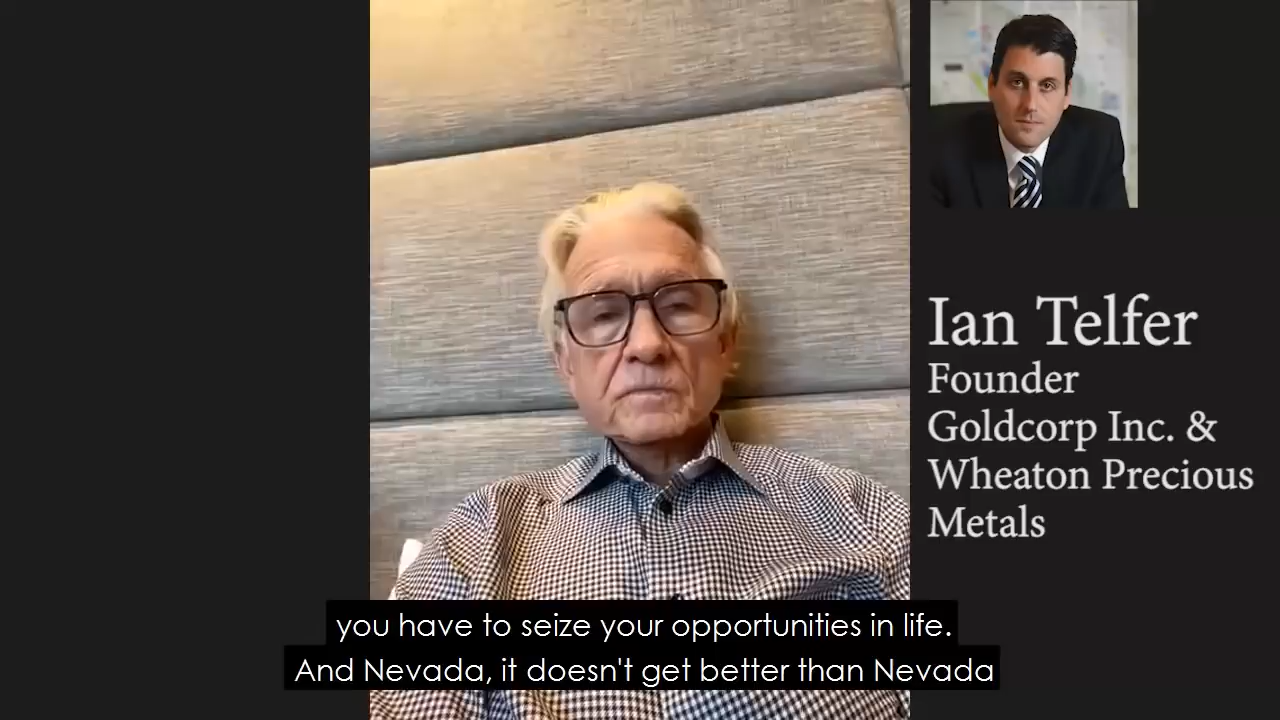 Ian Telfer
Founder
Goldcorp Inc. &
Wheaton Precious
Metals
you have to seize your opportunities in life.
And Nevada, it doesn't get better than Nevada